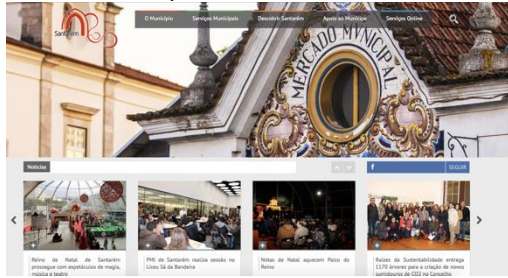 Santarém
O Município Serviços Municipais Descobrir Santarém Apoio ao Munícipe Serviços Online
MERCADO MVNICIPAL
Notícias
f SEGUIR
Reino de Natal de Santarém
prossegue com espetáculos de magia,
música e teatro
PMI de Santarém realiza sessão no
Liceu Sá da Bandeira
Notas de Natal aquecem Paico do
Reino
Raízes da Sustentabilidade entrega
1170 árvores para a criação de novos
sumidouros de CO2 no Concelho